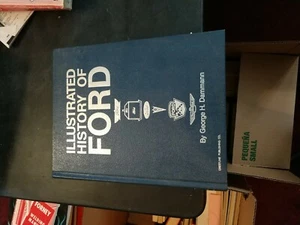 ILLUSTRATED
HISTORY OF
FORD
By George H. Dammann
PEQUEÑA
SMALL